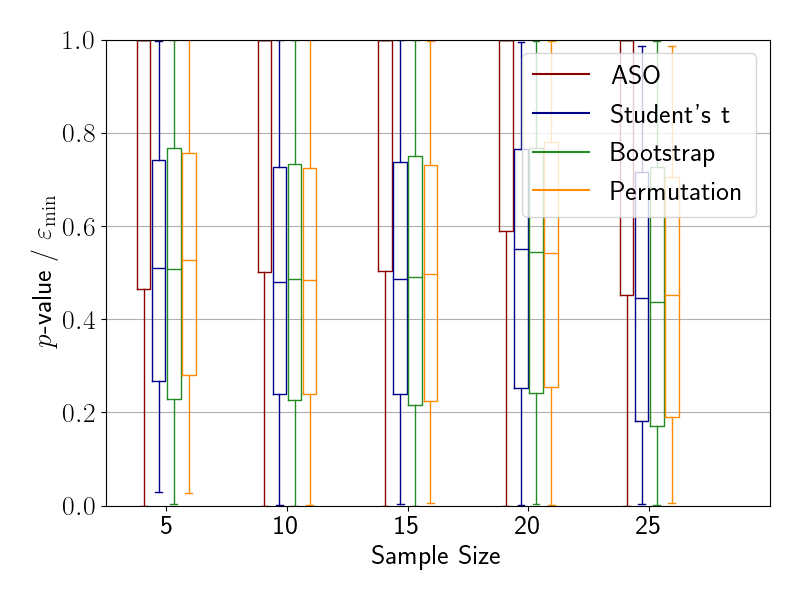 1.0
0.8
0.6
0.4
0.2
0.0
p-value / εmin
5 10 15 20 25
Sample Size
ASO
Student's t
Bootstrap
Permutation